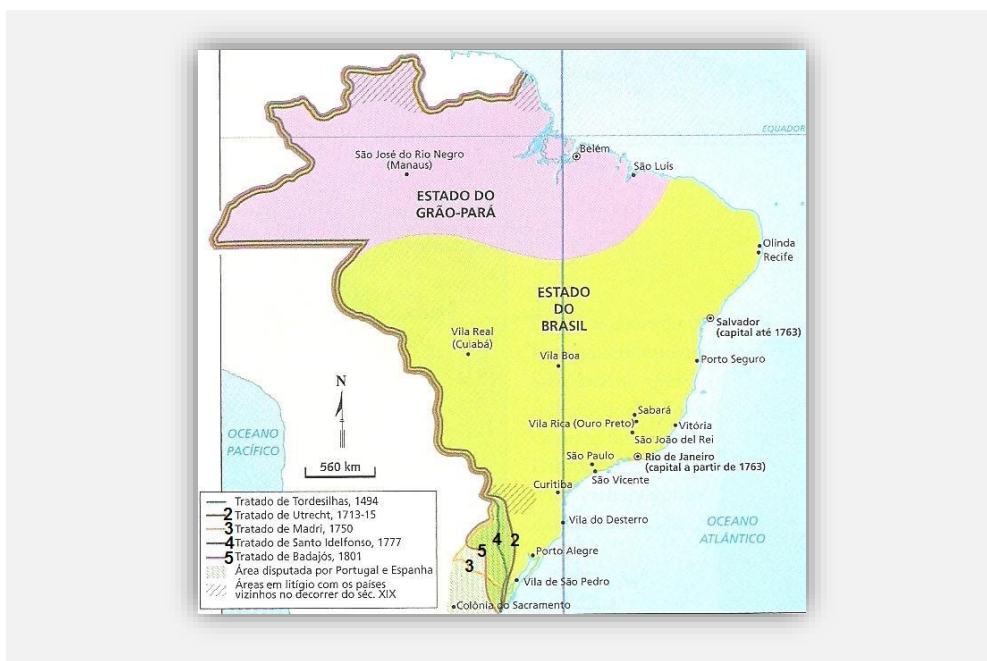 EQUADOR
Belém
São José do Rio Negro
(Manaus)
São Luís
ESTADO DO
GRÃO-PARÁ
Olinda
Recife
ESTADO
DO
BRASIL
Salvador
(capital até 1763)
Vila Real
(Cuiabá)
Vila Boa
Porto Seguro
N
Sabará
Vila Rica (Ouro Preto)
Vitória
São João del Rei
OCEANO
PACÍFICO
São Paulo
Rio de Janeiro
(capital a partir de 1763)
560 km
São Vicente
Curitiba
Tratado de Tordesilhas, 1494
2 Tratado de Utrecht, 1713-15
3 Tratado de Madri, 1750
4 Tratado de Santo Idelfonso, 1777
5 Tratado de Badajós, 1801
Área disputada por Portugal e Espanha
Áreas em litígio com os países
vizinhos no decorrer do séc. XIX
Vila do Desterro
OCEANO
ATLÂNTICO
4 2
5
3
Porto Alegre
Vila de São Pedro
Colônia do Sacramento